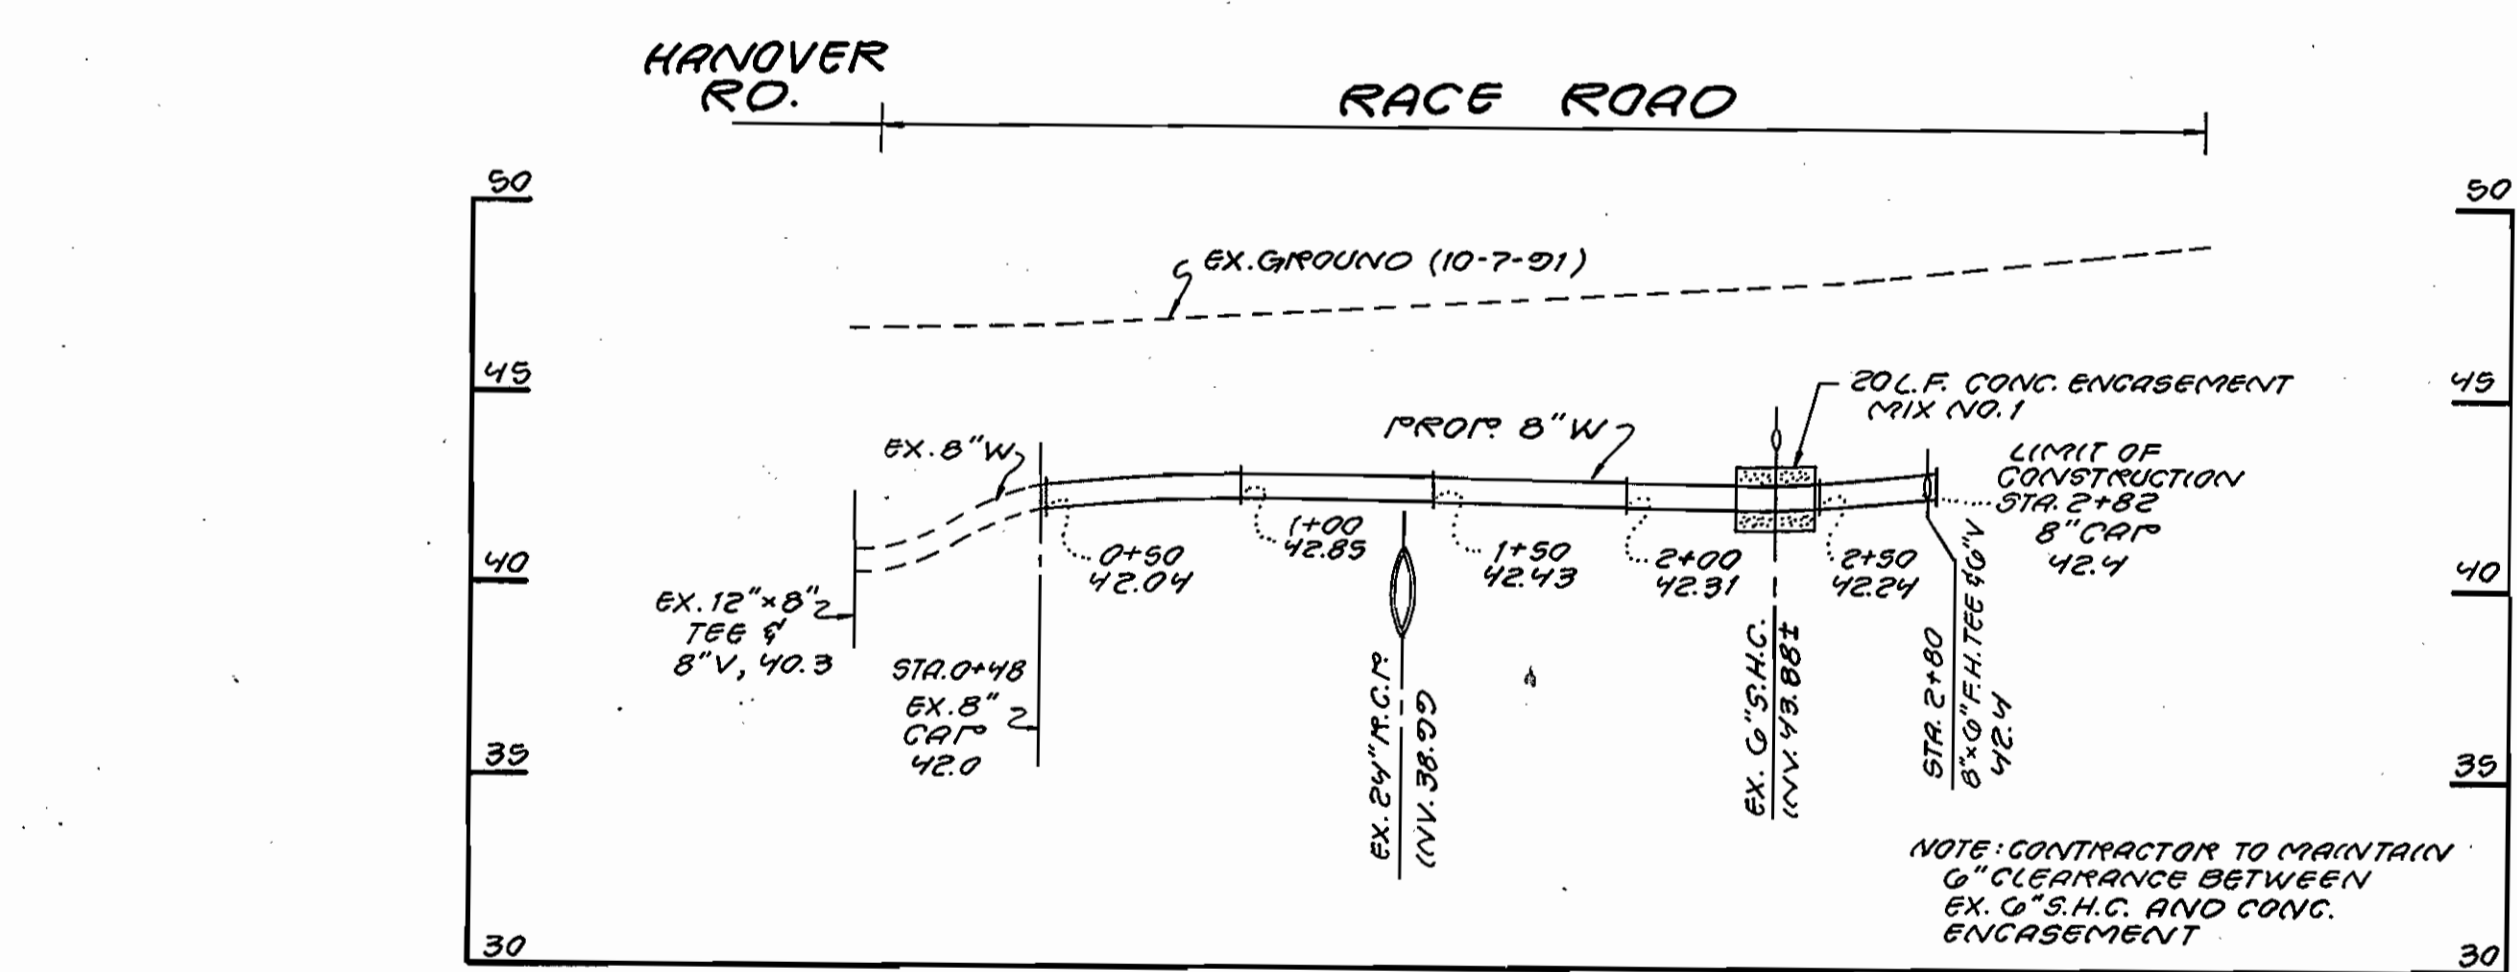 HANOVER
RD.
RACE ROAD
50
50
EX. GROUND (10-7-91)
45
45
20 L.F. CONC. ENCASEMENT
MIX NO. 1
PROP. 8"W
EX. 8"W
LIMIT OF
CONSTRUCTION
STA. 2+82
8" CAP
42.4
40
40
0+50
42.04
1+00
42.85
1+50
42.43
2+00
42.31
2+50
42.24
EX. 12"x8"
TEE &
8"V, 40.3
STA. 0+48
EX. 8"
CAP
42.0
EX. 24" R.C.P.
INV. 38.99
EX. 6" S.H.C.
INV. 43.88±
STA. 2+80
8"x6" F.H. TEE & 6"V
42.4
35
35
NOTE: CONTRACTOR TO MAINTAIN
6" CLEARANCE BETWEEN
EX. 6" S.H.C. AND CONC.
ENCASEMENT
30
30